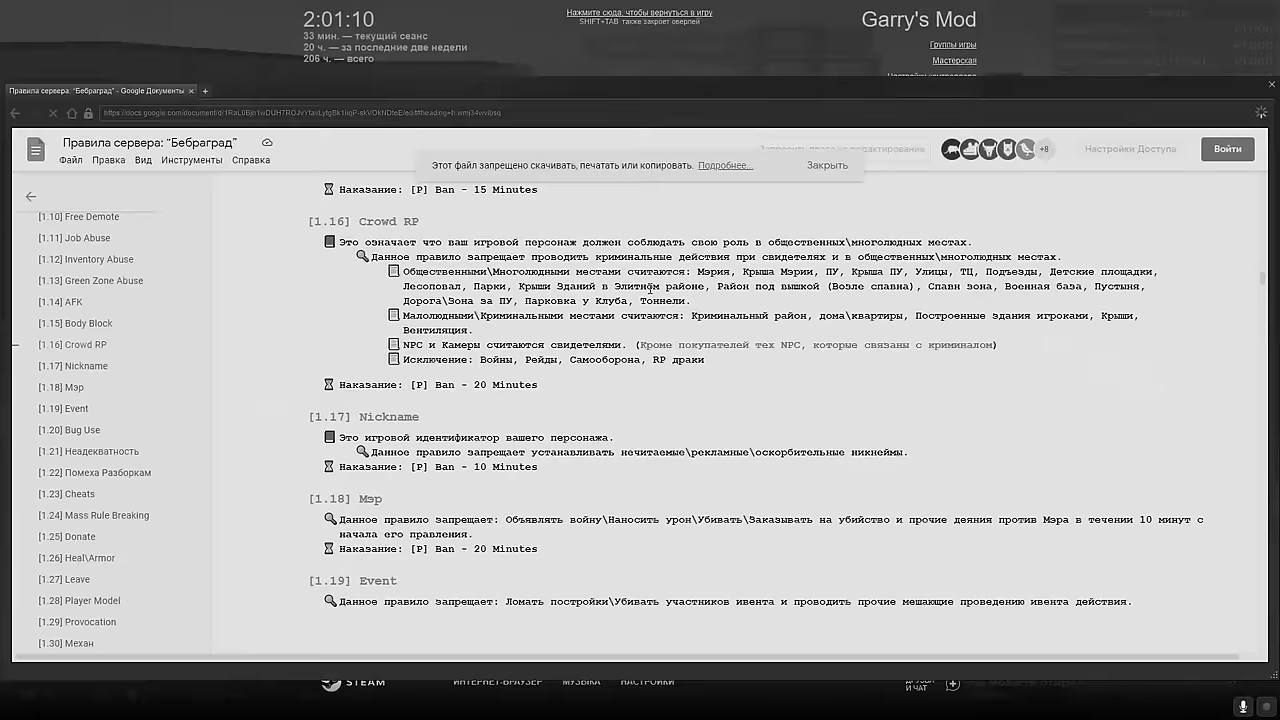 2:01:10
33 мин. — текущий сеанс
20 ч. — за последние две недели
206 ч. — всего
Нажмите сюда, чтобы вернуться в игру
SHIFT+TAB также закроет оверлей
Garry's Mod
Группы игры
Мастерская
Правила сервера: "Бебраград" - Google Документы
Правила сервера: "Бебраград"
Файл Правка Вид Инструменты Справка
Этот файл запрещено скачивать, печатать или копировать. Подробнее... Закрыть
Запросить права на редактирование
+8
Настройки Доступа
Войти
[1.10] Free Demote
[1.11] Job Abuse
[1.12] Inventory Abuse
[1.13] Green Zone Abuse
[1.14] AFK
[1.15] Body Block
[1.16] Crowd RP
[1.17] Nickname
[1.18] Мэр
[1.19] Event
[1.20] Bug Use
[1.21] Неадекватность
[1.22] Помеха Разборкам
[1.23] Cheats
[1.24] Mass Rule Breaking
[1.25] Donate
[1.26] Heal\Armor
[1.27] Leave
[1.28] Player Model
[1.29] Provocation
[1.30] Механ
Наказание: [P] Ban - 15 Minutes
[1.16] Crowd RP
Это означает что ваш игровой персонаж должен соблюдать свою роль в общественных\многолюдных местах.
Данное правило запрещает проводить криминальные действия при свидетелях и в общественных\многолюдных местах.
Общественными\Многолюдными местами считаются: Мэрия, Крыша Мэрии, ПУ, Крыша ПУ, Улицы, ТЦ, Подъезды, Детские площадки,
Лесоповал, Парки, Крыши Зданий в Элитном районе, Район под вышкой (Возле спавна), Спавн зона, Военная база, Пустыня,
Дорога\Зона за ПУ, Парковка у Клуба, Тоннели.
Малолюдными\Криминальными местами считаются: Криминальный район, дома\квартиры, Построенные здания игроками, Крыши,
Вентиляция.
NPC и Камеры считаются свидетелями. (Кроме покупателей тех NPC, которые связаны с криминалом)
Исключение: Войны, Рейды, Самооборона, RP драки
Наказание: [P] Ban - 20 Minutes
[1.17] Nickname
Это игровой идентификатор вашего персонажа.
Данное правило запрещает устанавливать нечитаемые\рекламные\оскорбительные никнеймы.
Наказание: [P] Ban - 10 Minutes
[1.18] Мэр
Данное правило запрещает: Объявлять войну\Наносить урон\Убивать\Заказывать на убийство и прочие деяния против Мэра в течении 10 минут с
начала его правления.
Наказание: [P] Ban - 20 Minutes
[1.19] Event
Данное правило запрещает: Ломать постройки\Убивать участников ивента и проводить прочие мешающие проведению ивента действия.
STEAM
ИНТЕРНЕТ-БРАУЗЕР МУЗЫКА НАСТРОЙКИ
И ЧАТ